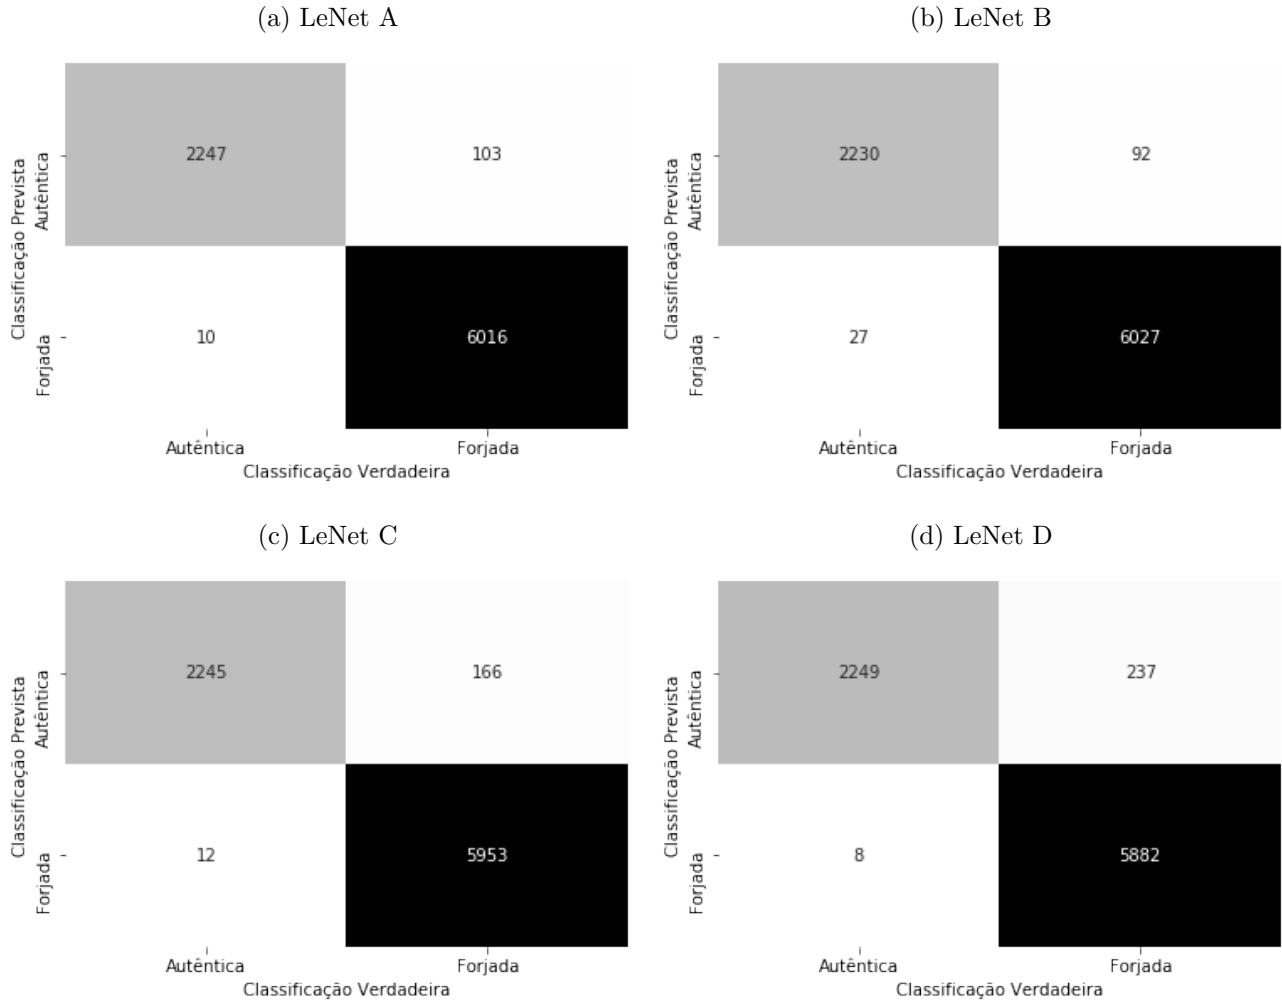 (a) LeNet A
Classificação Prevista
Autêntica
Forjada
2247 103
10 6016
Autêntica Forjada
Classificação Verdadeira
(b) LeNet B
Classificação Prevista
Autêntica
Forjada
2230 92
27 6027
Autêntica Forjada
Classificação Verdadeira
(c) LeNet C
Classificação Prevista
Autêntica
Forjada
2245 166
12 5953
Autêntica Forjada
Classificação Verdadeira
(d) LeNet D
Classificação Prevista
Autêntica
Forjada
2249 237
8 5882
Autêntica Forjada
Classificação Verdadeira